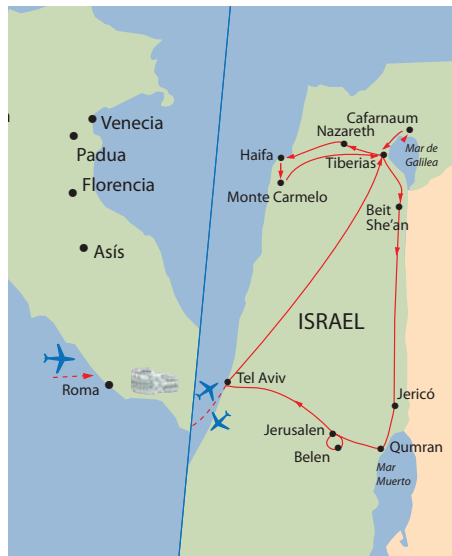 Venecia
Padua
Florencia
Asís
Roma
Cafarnaum
Nazareth
Haifa
Tiberias
Mar de
Galilea
Monte Carmelo
Beit
She'an
ISRAEL
Tel Aviv
Jericó
Jerusalen
Belen
Qumran
Mar
Muerto